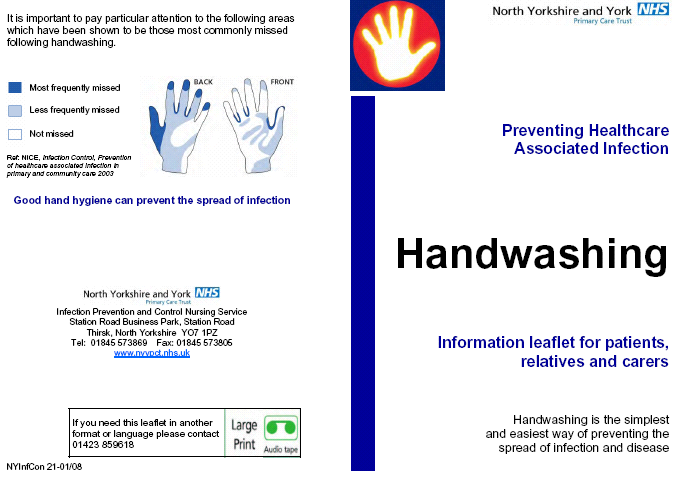 It is important to pay particular attention to the following areas
which have been shown to be those most commonly missed
following handwashing.
Most frequently missed
Less frequently missed
Not missed
BACK
FRONT
Ref: NICE, Infection Control, Prevention
of healthcare associated infection in
primary and community care 2003
Good hand hygiene can prevent the spread of infection
North Yorkshire and York NHS
Primary Care Trust
Infection Prevention and Control Nursing Service
Station Road Business Park, Station Road
Thirsk, North Yorkshire YO7 1PZ
Tel: 01845 573869 Fax: 01845 573805
www.nyypct.nhs.uk
If you need this leaflet in another
format or language please contact
01423 859618
Large
Print
Audio tape
NYInfCon 21-01/08
North Yorkshire and York NHS
Primary Care Trust
Preventing Healthcare
Associated Infection
Handwashing
Information leaflet for patients,
relatives and carers
Handwashing is the simplest
and easiest way of preventing the
spread of infection and disease